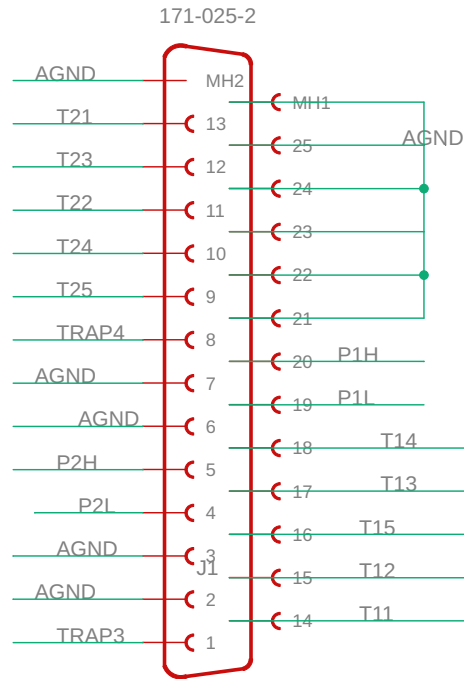 171-025-2
AGND MH2
MH1
T21 13
25 AGND
T23 12
24
T22 11
23
T24 10
22
T25 9
21
TRAP4 8
20 P1H
AGND 7
19 P1L
AGND 6
18 T14
P2H 5
17 T13
P2L 4
16 T15
AGND 3
J1
15 T12
AGND 2
14 T11
TRAP3 1